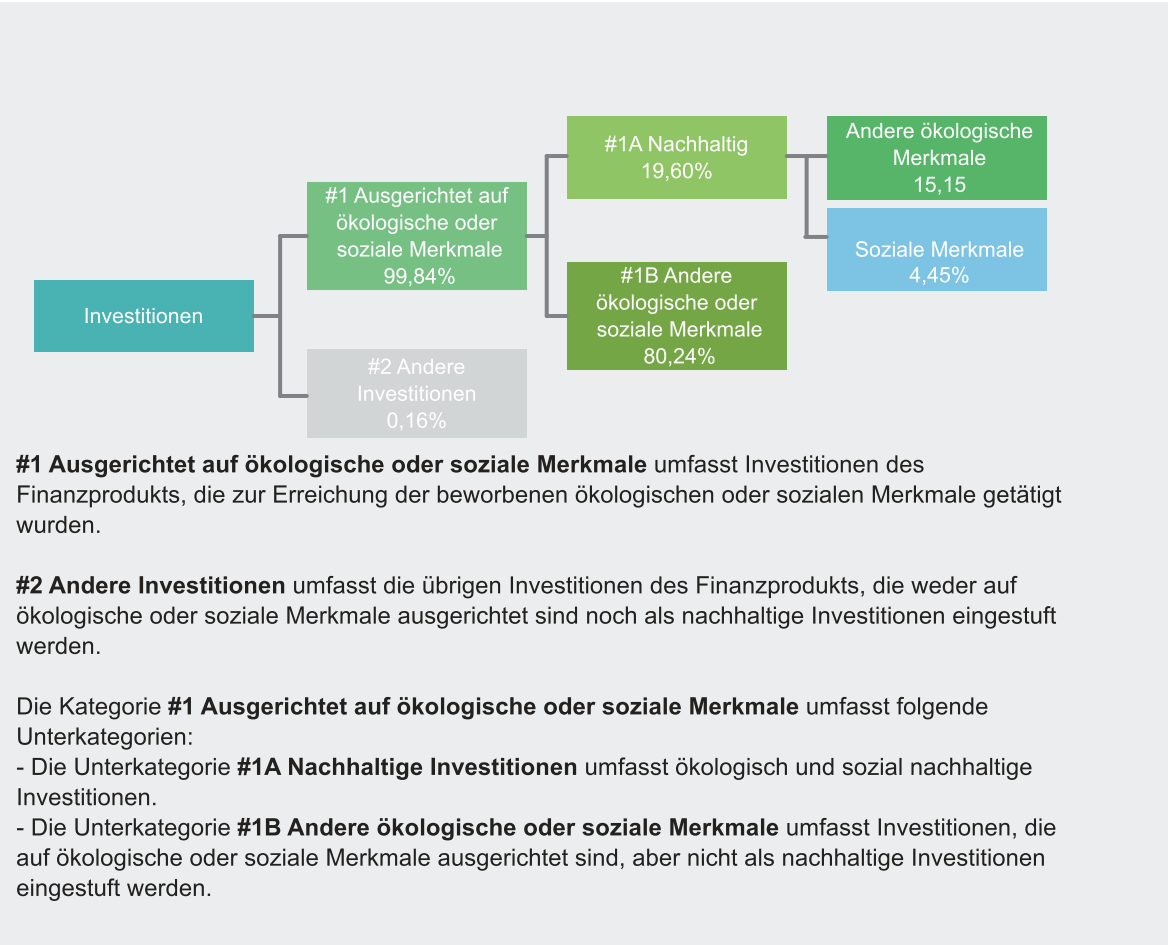 #1A Nachhaltig
19,60%
Andere ökologische
Merkmale
15,15
#1 Ausgerichtet auf
ökologische oder
soziale Merkmale
99,84%
Soziale Merkmale
4,45%
#1B Andere
ökologische oder
soziale Merkmale
80,24%
Investitionen
#2 Andere
Investitionen
0,16%
#1 Ausgerichtet auf ökologische oder soziale Merkmale umfasst Investitionen des
Finanzprodukts, die zur Erreichung der beworbenen ökologischen oder sozialen Merkmale getätigt
wurden.
#2 Andere Investitionen umfasst die übrigen Investitionen des Finanzprodukts, die weder auf
ökologische oder soziale Merkmale ausgerichtet sind noch als nachhaltige Investitionen eingestuft
werden.
Die Kategorie #1 Ausgerichtet auf ökologische oder soziale Merkmale umfasst folgende
Unterkategorien:
- Die Unterkategorie #1A Nachhaltige Investitionen umfasst ökologisch und sozial nachhaltige
Investitionen.
- Die Unterkategorie #1B Andere ökologische oder soziale Merkmale umfasst Investitionen, die
auf ökologische oder soziale Merkmale ausgerichtet sind, aber nicht als nachhaltige Investitionen
eingestuft werden.